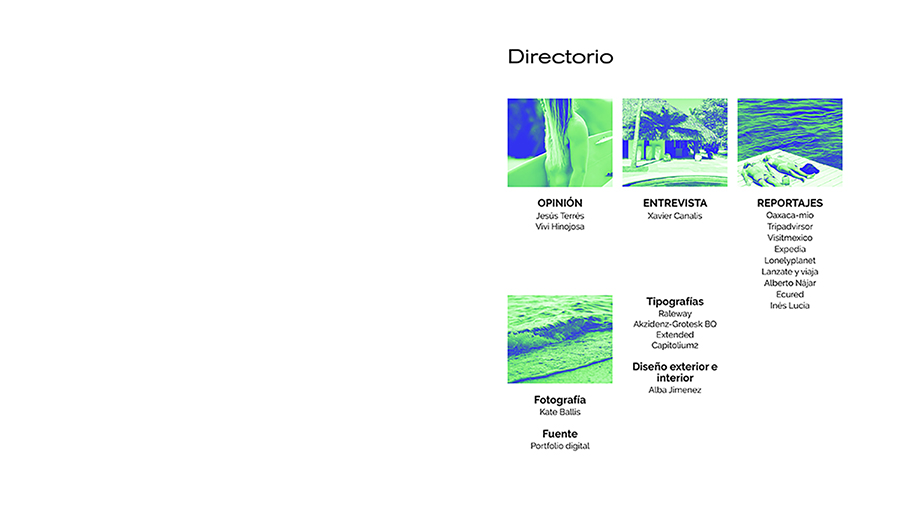 Directorio
OPINIÓN
Jesús Terrés
Vivi Hinojosa
ENTREVISTA
Xavier Canalis
REPORTAJES
Oaxaca-mio
Tripadvirsor
Visitmexico
Expedia
Lonelyplanet
Lanzate y viaja
Alberto Nájar
Ecured
Inés Lucia
Fotografía
Kate Ballis
Fuente
Portfolio digital
Tipografías
Raleway
Akzidenz-Grotesk BQ
Extended
Capitolium2
Diseño exterior e
interior
Alba Jimenez